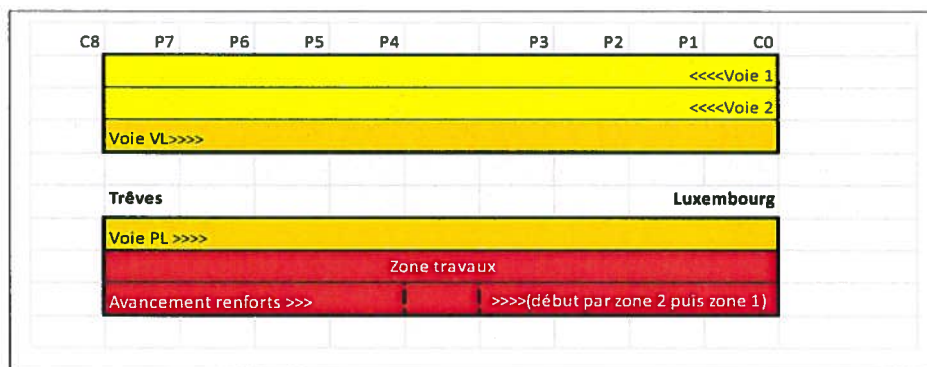 C8 P7 P6 P5 P4 P3 P2 P1 C0
<<<<Voie 1
<<<<Voie 2
Voie VL>>>>
Trêves Luxembourg
Voie PL >>>>
Zone travaux
Avancement renforts >>> >>>>(début par zone 2 puis zone 1)